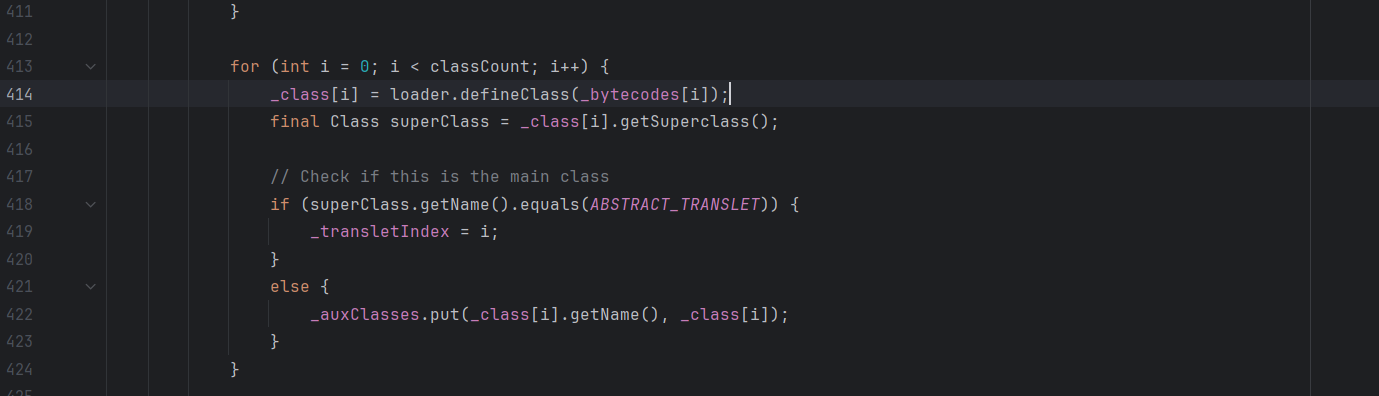 411 }
412
413 for (int i = 0; i < classCount; i++) {
414 _class[i] = loader.defineClass(_bytecodes[i]);
415 final Class superClass = _class[i].getSuperclass();
416
417 // Check if this is the main class
418 if (superClass.getName().equals(ABSTRACT_TRANSLET)) {
419 _transletIndex = i;
420 }
421 else {
422 _auxClasses.put(_class[i].getName(), _class[i]);
423 }
424 }
425